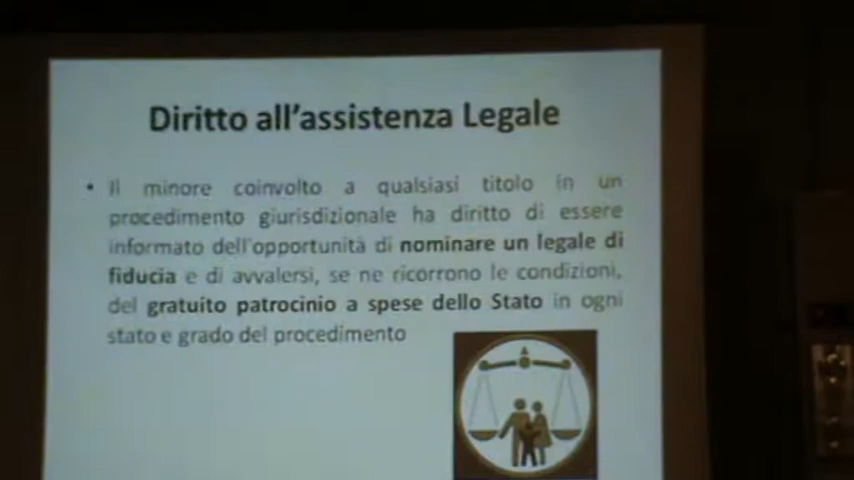 Diritto all'assistenza Legale
• Il minore coinvolto a qualsiasi titolo in un
procedimento giurisdizionale ha diritto di essere
informato dell'opportunità di nominare un legale di
fiducia e di avvalersi, se ne ricorrono le condizioni,
del gratuito patrocinio a spese dello Stato in ogni
stato e grado del procedimento